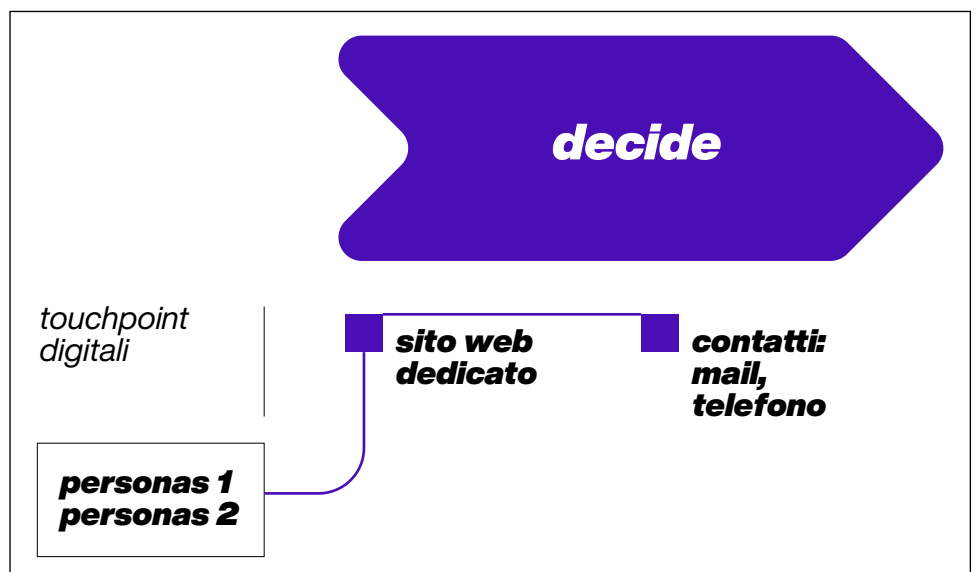 decide
touchpoint
digitali
sito web
dedicato
contatti:
mail,
telefono
personas 1
personas 2